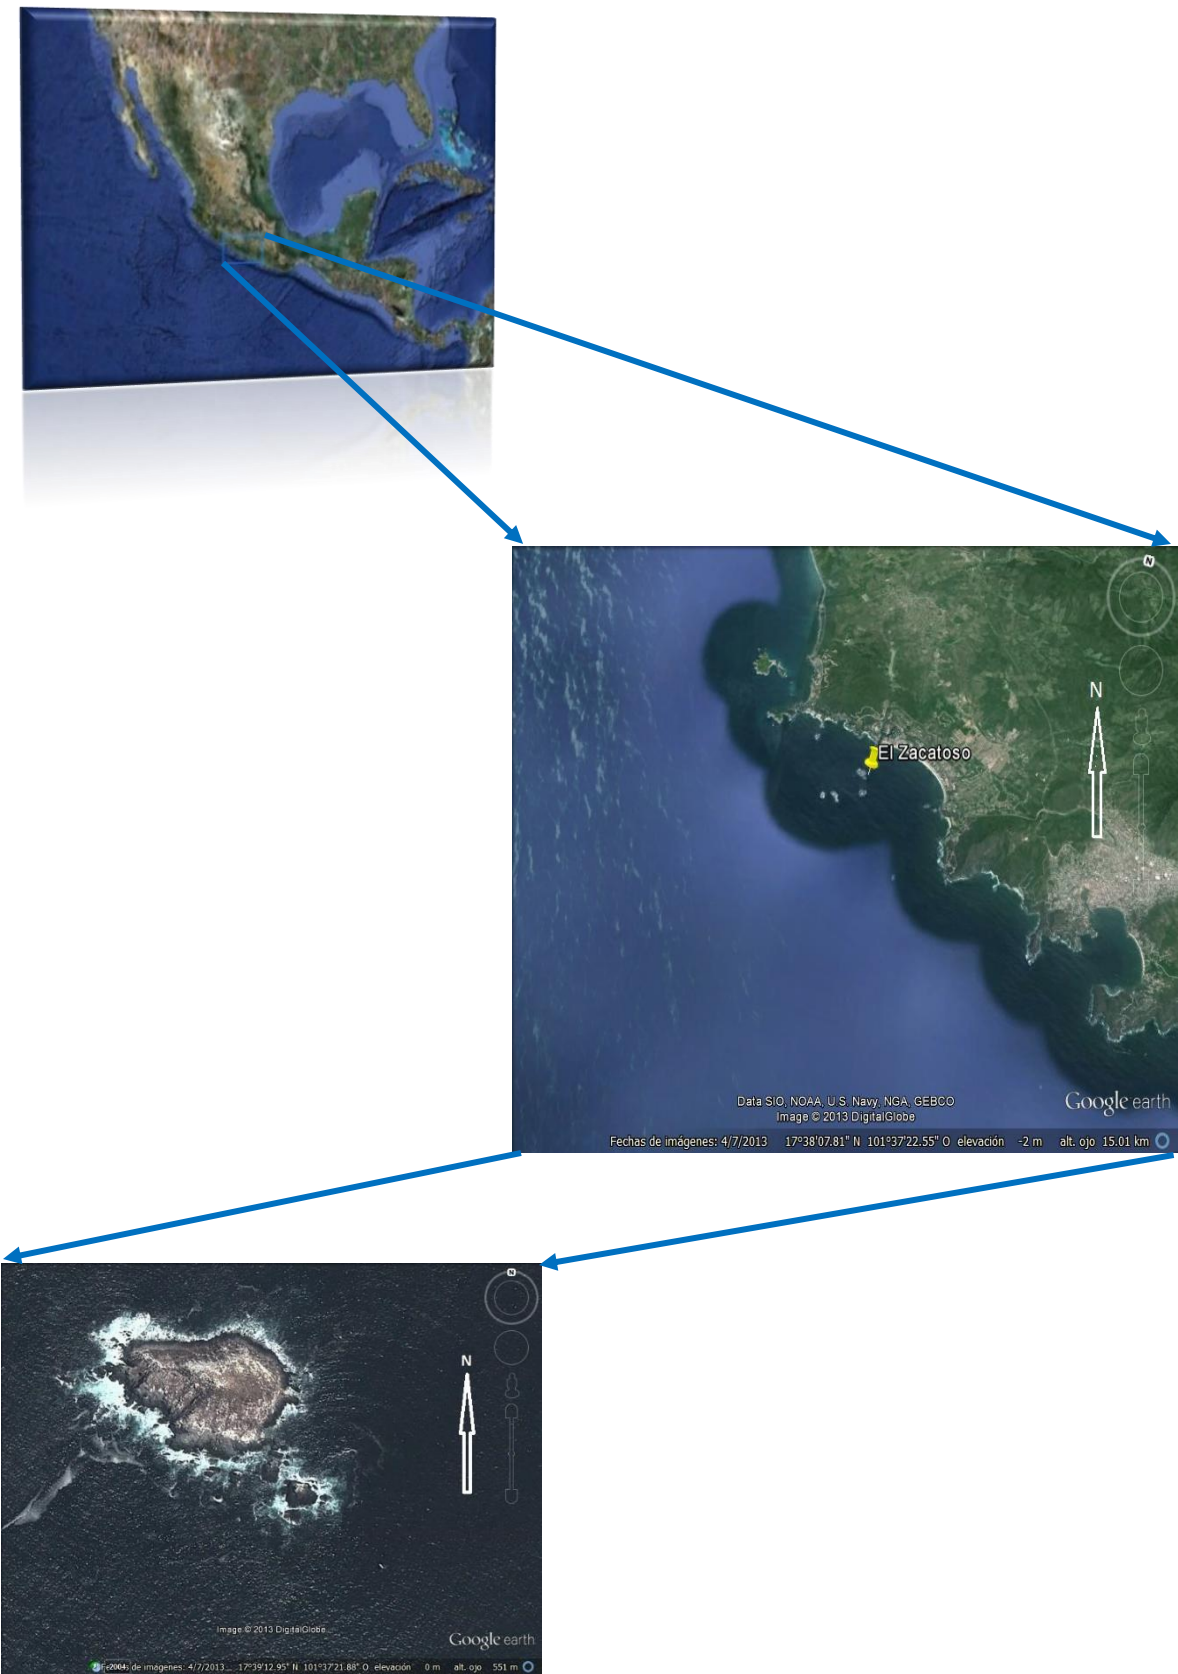 N
N
El Zacatoso
Data SIO, NOAA, U.S. Navy, NGA, GEBCO
Image © 2013 DigitalGlobe
Google earth
Fechas de imágenes: 4/7/2013 17°38'07.81" N 101°37'22.55" O elevación -2 m alt. ojo 15.01 km
N
N
Image © 2013 DigitalGlobe
Google earth
2004 de imágenes: 4/7/2013 17°39'12.95" N 101°37'21.88" O elevación 0 m alt. ojo 551 m